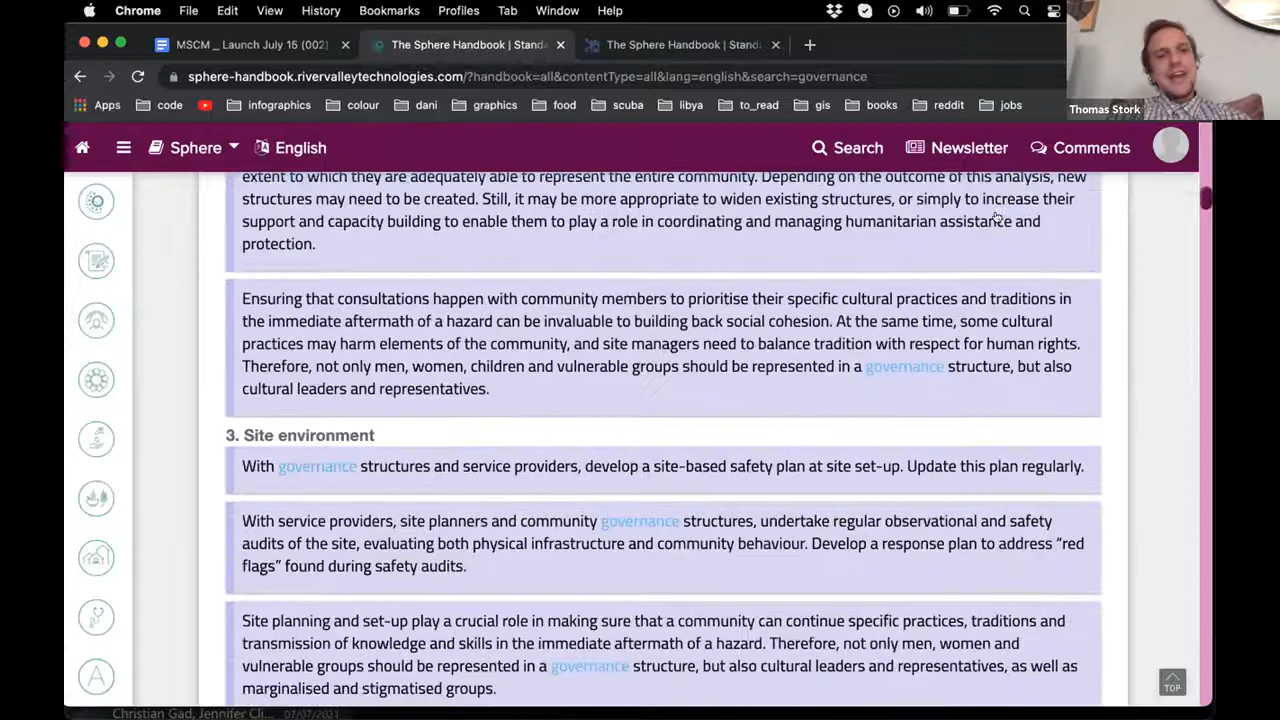 Chrome File Edit View History Bookmarks Profiles Tab Window Help
MSCM _ Launch July 15 (002) × The Sphere Handbook | Standa × The Sphere Handbook | Standa × +
sphere-handbook.rivervalleytechnologies.com/?handbook=all&contentType=all&lang=english&search=governance
Apps code infographics colour dani graphics food scuba libya to_read gis books reddit jobs
Thomas Stork
Sphere English Search Newsletter Comments
extent to which they are adequately able to represent the entire community. Depending on the outcome of this analysis, new
structures may need to be created. Still, it may be more appropriate to widen existing structures, or simply to increase their
support and capacity building to enable them to play a role in coordinating and managing humanitarian assistance and
protection.
Ensuring that consultations happen with community members to prioritise their specific cultural practices and traditions in
the immediate aftermath of a hazard can be invaluable to building back social cohesion. At the same time, some cultural
practices may harm elements of the community, and site managers need to balance tradition with respect for human rights.
Therefore, not only men, women, children and vulnerable groups should be represented in a governance structure, but also
cultural leaders and representatives.
3. Site environment
With governance structures and service providers, develop a site-based safety plan at site set-up. Update this plan regularly.
With service providers, site planners and community governance structures, undertake regular observational and safety
audits of the site, evaluating both physical infrastructure and community behaviour. Develop a response plan to address “red
flags” found during safety audits.
Site planning and set-up play a crucial role in making sure that a community can continue specific practices, traditions and
transmission of knowledge and skills in the immediate aftermath of a hazard. Therefore, not only men, women and
vulnerable groups should be represented in a governance structure, but also cultural leaders and representatives, as well as
marginalised and stigmatised groups.
TOP
Christian Gad, Jennifer Cli... 07/07/2021